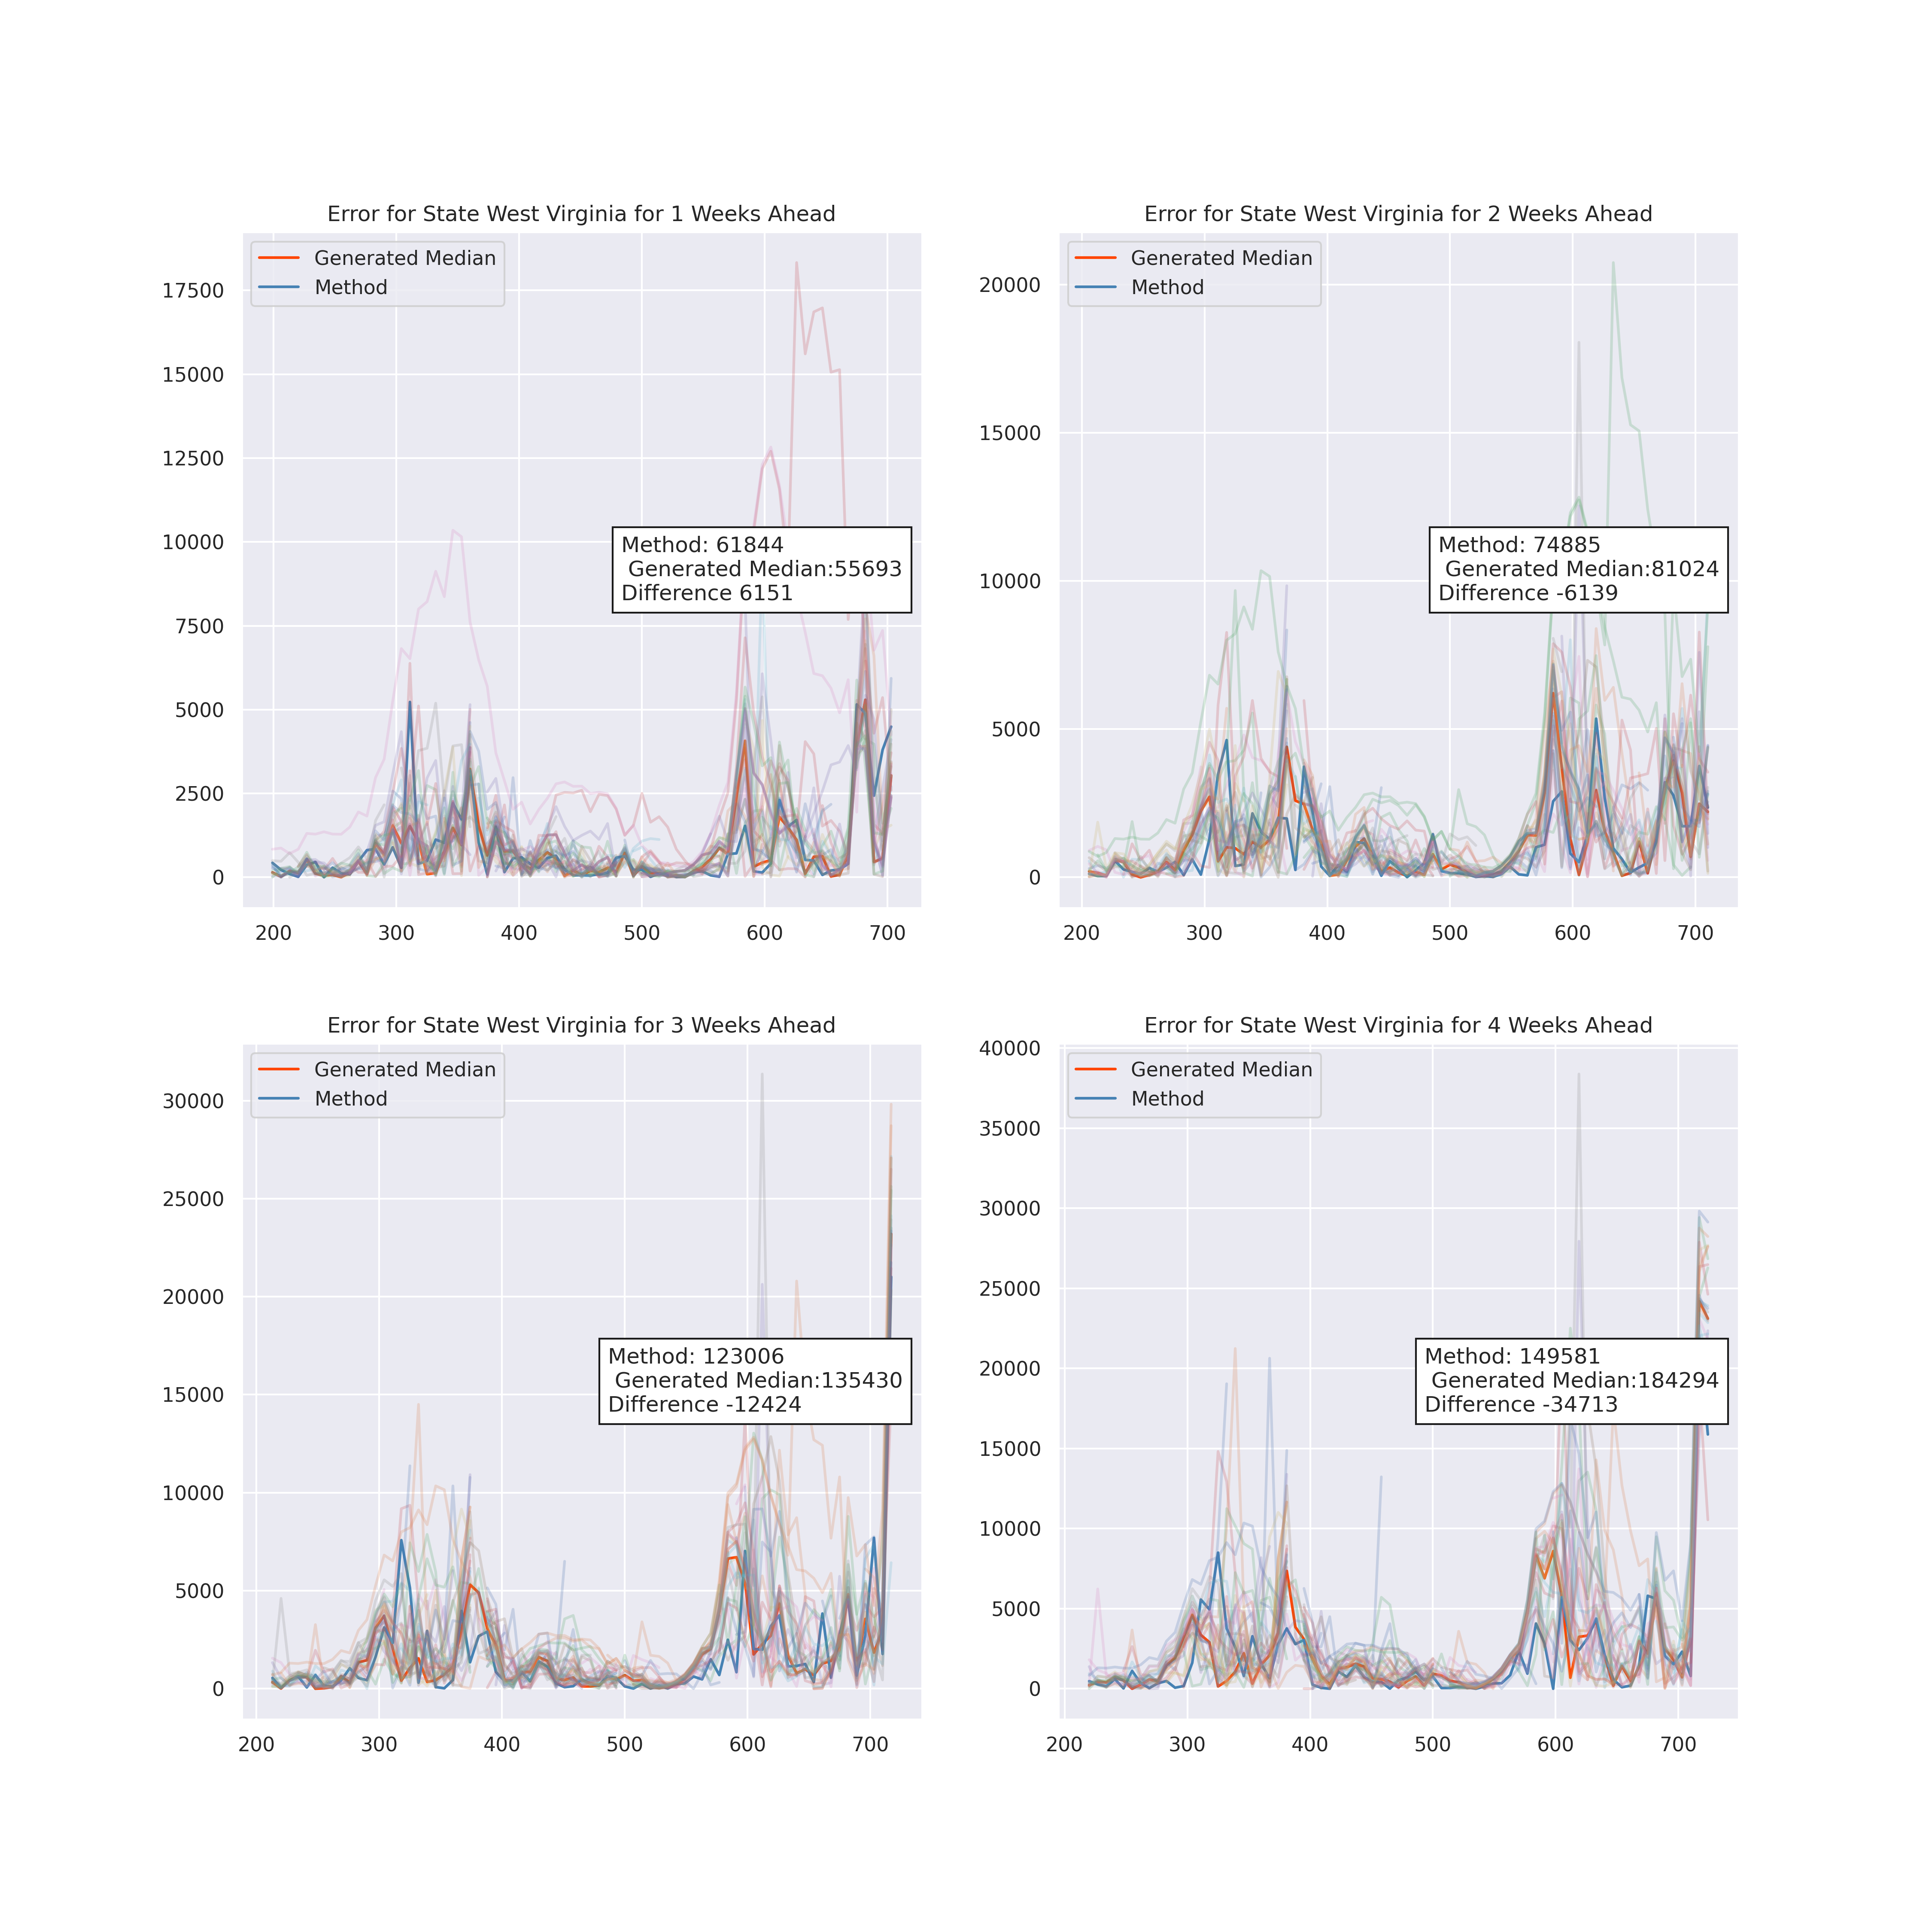 Error for State West Virginia for 1 Weeks Ahead
Generated Median
Method
17500
15000
12500
10000
7500
5000
2500
0
Method: 61844
Generated Median:55693
Difference 6151
200 300 400 500 600 700
Error for State West Virginia for 2 Weeks Ahead
Generated Median
Method
20000
15000
10000
5000
0
Method: 74885
Generated Median:81024
Difference -6139
200 300 400 500 600 700
Error for State West Virginia for 3 Weeks Ahead
Generated Median
Method
30000
25000
20000
15000
10000
5000
0
Method: 123006
Generated Median:135430
Difference -12424
200 300 400 500 600 700
Error for State West Virginia for 4 Weeks Ahead
Generated Median
Method
40000
35000
30000
25000
20000
15000
10000
5000
0
Method: 149581
Generated Median:184294
Difference -34713
200 300 400 500 600 700